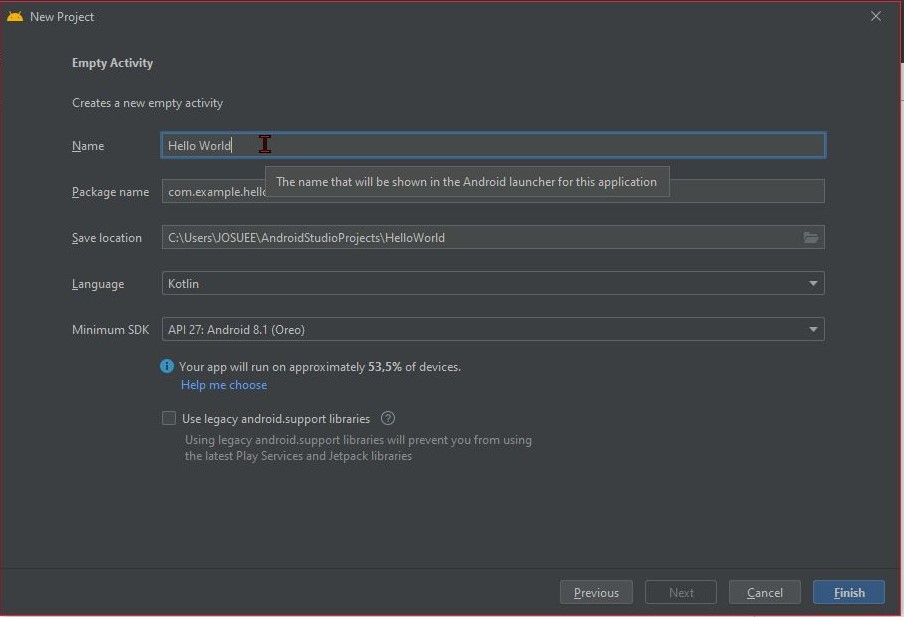 New Project
Empty Activity
Creates a new empty activity
Name
Hello World
The name that will be shown in the Android launcher for this application
Package name
com.example.hello
Save location
C:\Users\JOSUEE\AndroidStudioProjects\HelloWorld
Language
Kotlin
Minimum SDK
API 27: Android 8.1 (Oreo)
Your app will run on approximately 53,5% of devices.
Help me choose
Use legacy android.support libraries
Using legacy android.support libraries will prevent you from using
the latest Play Services and Jetpack libraries
Previous
Next
Cancel
Finish